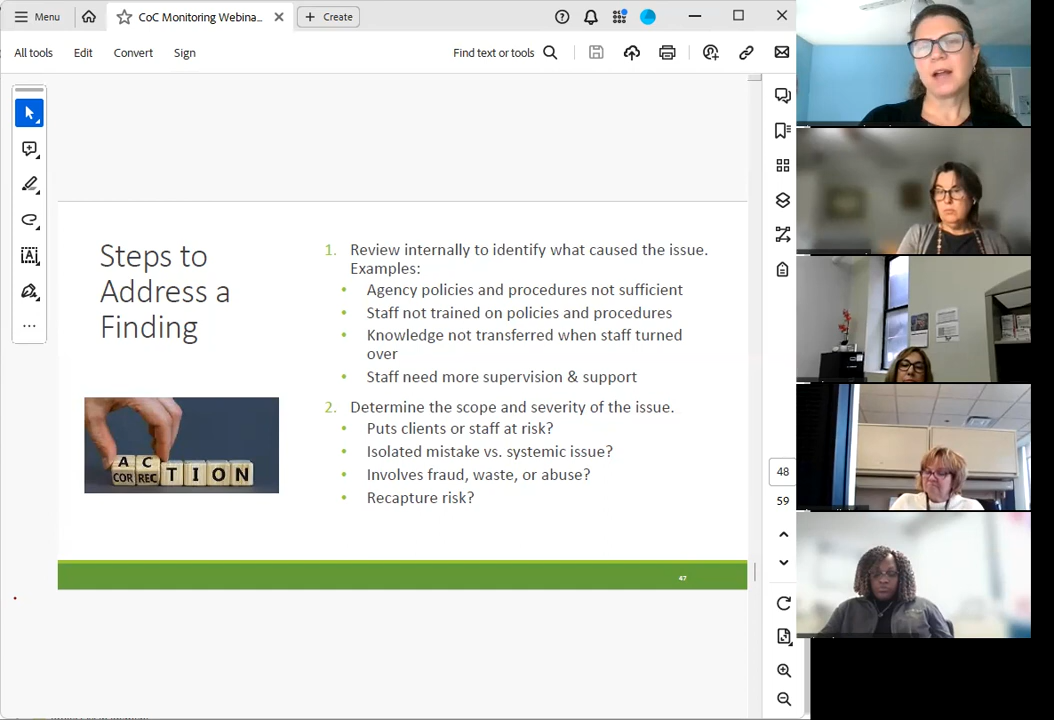 Menu
CoC Monitoring Webina...
Create
All tools
Edit
Convert
Sign
Find text or tools
Steps to
Address a
Finding
A C
COR REC T I O N
1. Review internally to identify what caused the issue.
Examples:
• Agency policies and procedures not sufficient
• Staff not trained on policies and procedures
• Knowledge not transferred when staff turned
over
• Staff need more supervision & support
2. Determine the scope and severity of the issue.
• Puts clients or staff at risk?
• Isolated mistake vs. systemic issue?
• Involves fraud, waste, or abuse?
• Recapture risk?
47
48
59